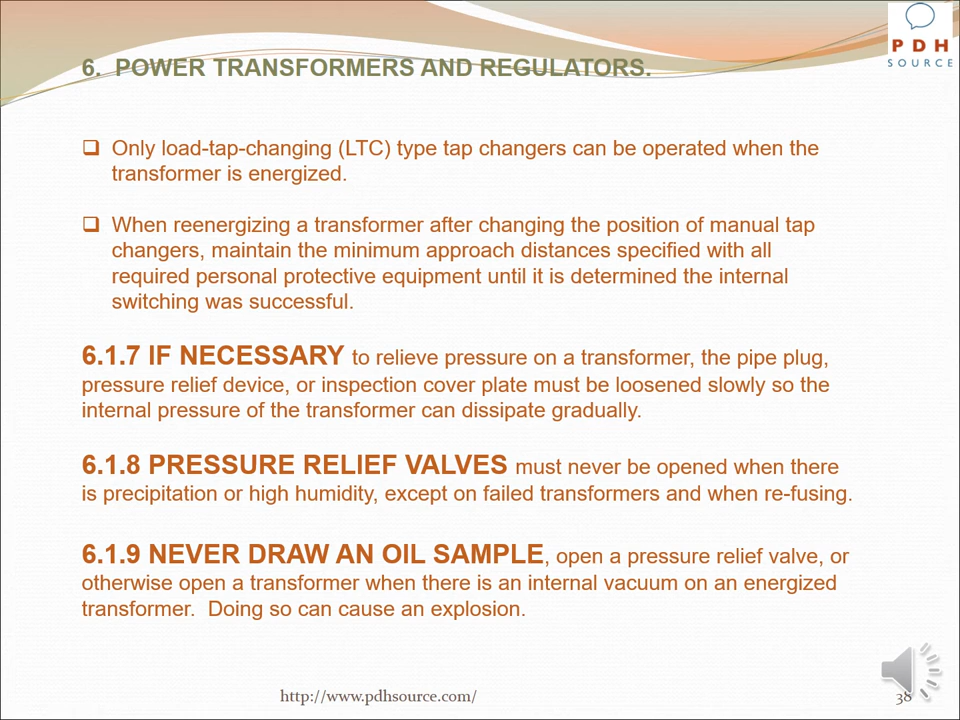 PDH
SOURCE
6. POWER TRANSFORMERS AND REGULATORS.
❑ Only load-tap-changing (LTC) type tap changers can be operated when the
transformer is energized.
❑ When reenergizing a transformer after changing the position of manual tap
changers, maintain the minimum approach distances specified with all
required personal protective equipment until it is determined the internal
switching was successful.
6.1.7 IF NECESSARY to relieve pressure on a transformer, the pipe plug,
pressure relief device, or inspection cover plate must be loosened slowly so the
internal pressure of the transformer can dissipate gradually.
6.1.8 PRESSURE RELIEF VALVES must never be opened when there
is precipitation or high humidity, except on failed transformers and when re-fusing.
6.1.9 NEVER DRAW AN OIL SAMPLE, open a pressure relief valve, or
otherwise open a transformer when there is an internal vacuum on an energized
transformer.  Doing so can cause an explosion.
http://www.pdhsource.com/
38